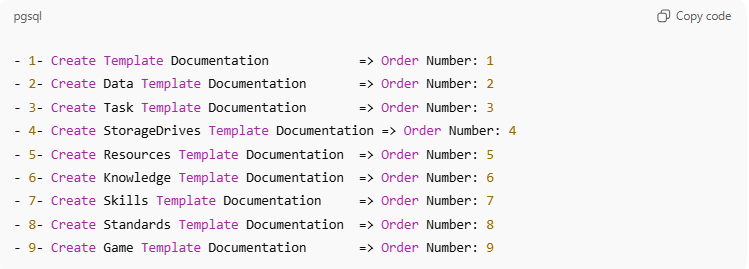 pgsql
Copy code
- 1- Create Template Documentation            => Order Number: 1
- 2- Create Data Template Documentation       => Order Number: 2
- 3- Create Task Template Documentation       => Order Number: 3
- 4- Create StorageDrives Template Documentation => Order Number: 4
- 5- Create Resources Template Documentation  => Order Number: 5
- 6- Create Knowledge Template Documentation  => Order Number: 6
- 7- Create Skills Template Documentation     => Order Number: 7
- 8- Create Standards Template Documentation  => Order Number: 8
- 9- Create Game Template Documentation       => Order Number: 9